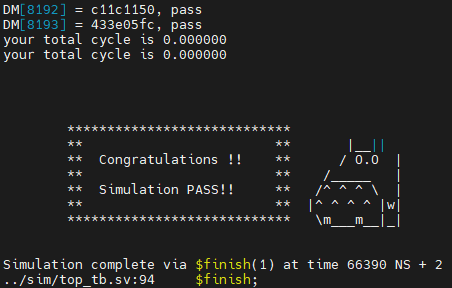 DM[8192] = c11c1150, pass
DM[8193] = 433e05fc, pass
your total cycle is 0.000000
your total cycle is 0.000000
****************************
**                        **        |__||
**  Congratulations !!    **       / O.O  |
**                        **     /_____   |
**  Simulation PASS!!     **    /^ ^ ^ \  |
**                        **   |^ ^ ^ ^ |w|
****************************    \m___m__|_|
Simulation complete via $finish(1) at time 66390 NS + 2
../sim/top_tb.sv:94     $finish;